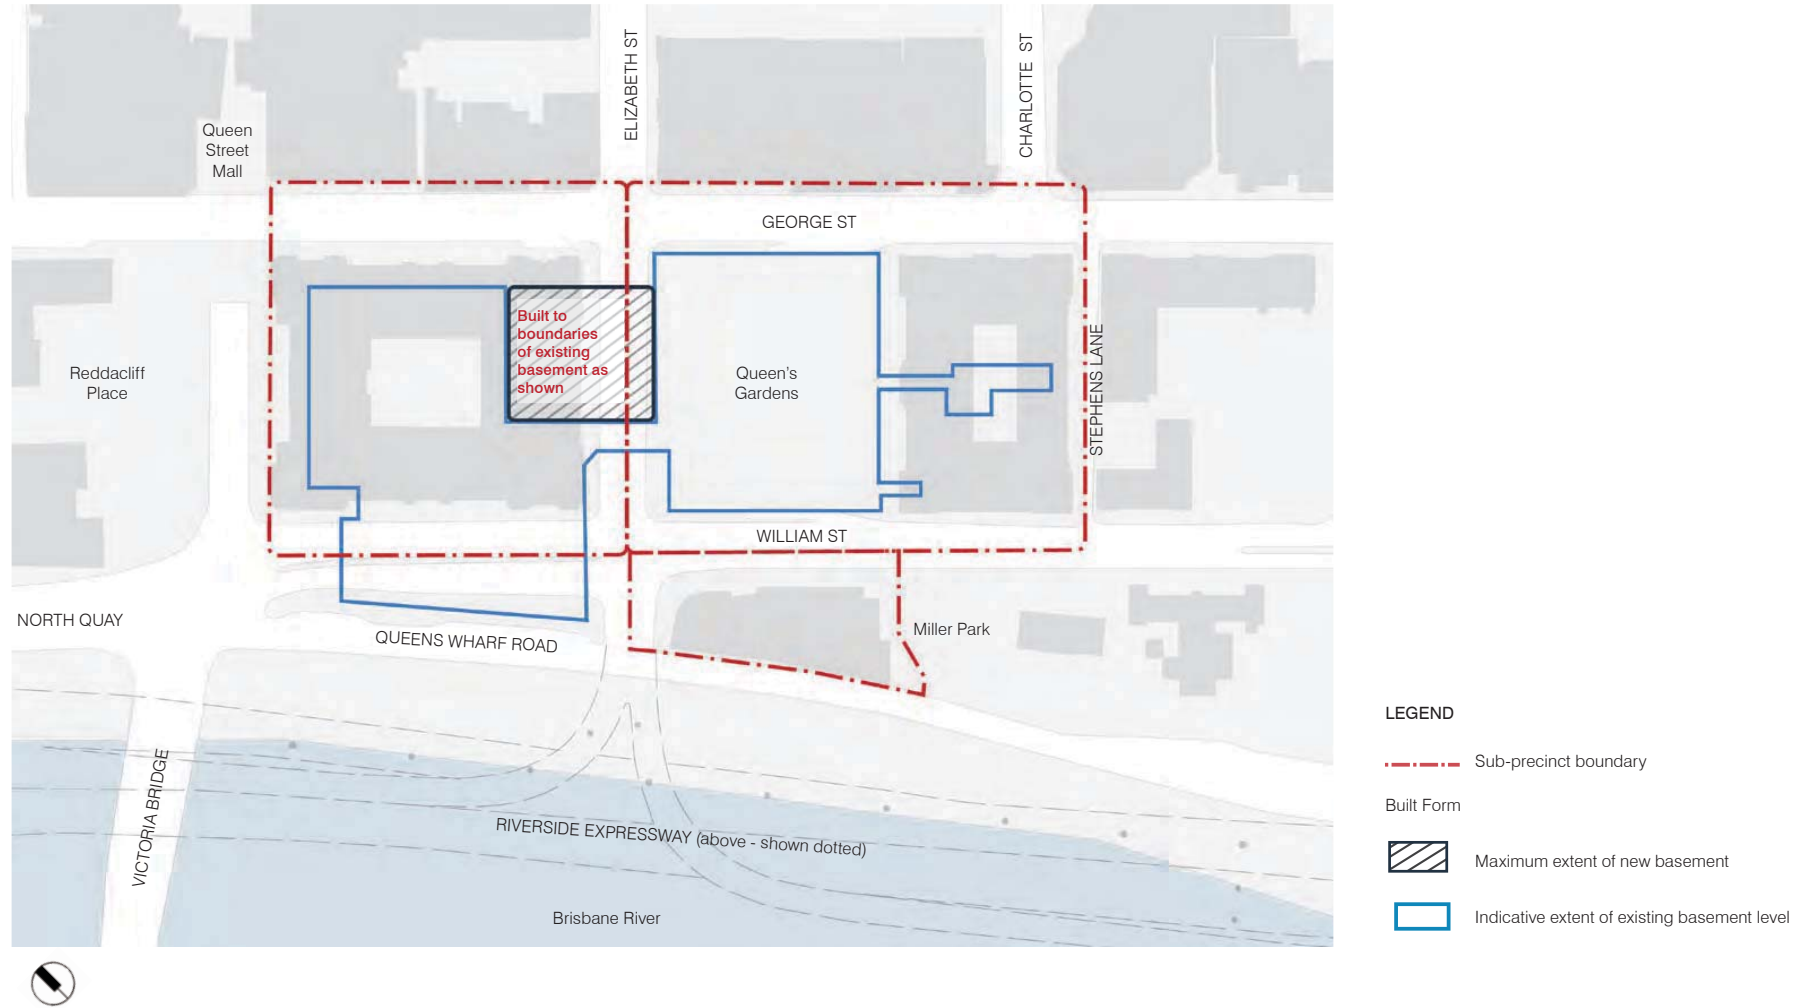 ELIZABETH ST
CHARLOTTE ST
Queen
Street
Mall
GEORGE ST
Built to
boundaries
of existing
basement as
shown
Reddacliff
Place
Queen's
Gardens
STEPHENS LANE
WILLIAM ST
NORTH QUAY
QUEENS WHARF ROAD
Miller Park
VICTORIA BRIDGE
RIVERSIDE EXPRESSWAY (above - shown dotted)
Brisbane River
LEGEND
Sub-precinct boundary
Built Form
Maximum extent of new basement
Indicative extent of existing basement level